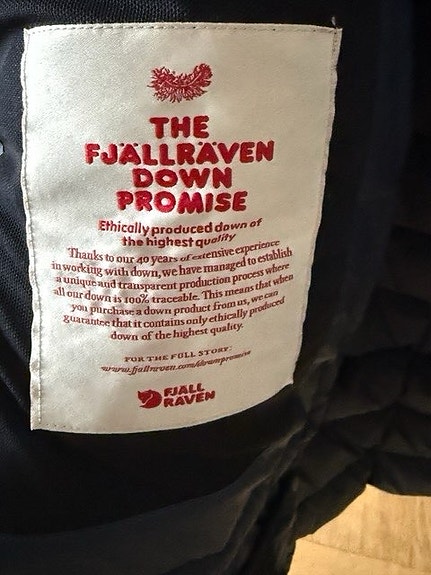 THE
FJÄLLRÄVEN
DOWN
PROMISE
Ethically produced down of
the highest quality
Thanks to our 40 years of extensive experience
in working with down, we have managed to establish
a unique and transparent production process where
all our down is 100% traceable. This means that when
you purchase a down product from us, we can
guarantee that it contains only ethically produced
down of the highest quality.
FOR THE FULL STORY:
www.fjallraven.com/downpromise
FJÄLL
RÄVEN